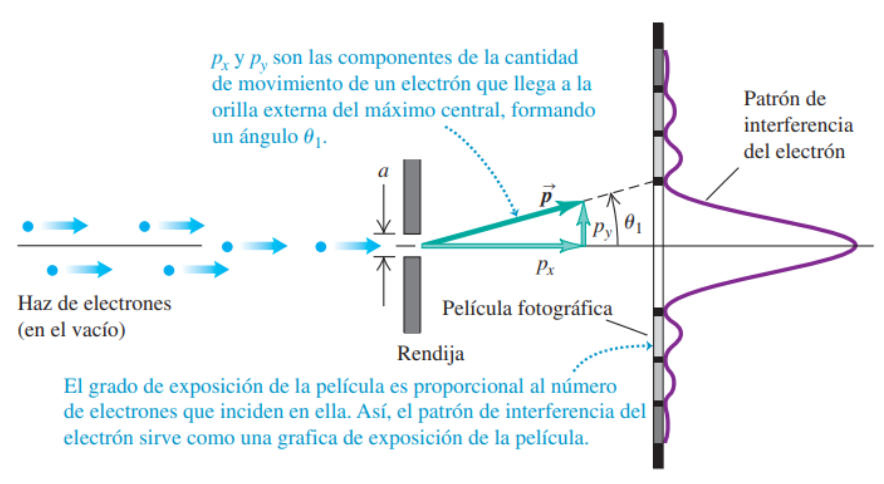 p_x y p_y son las componentes de la cantidad
de movimiento de un electrón que llega a la
orilla externa del máximo central, formando
un ángulo θ₁.
Patrón de
interferencia
del electrón
a
p⃗
p_y
θ₁
p_x
Haz de electrones
(en el vacío)
Película fotográfica
Rendija
El grado de exposición de la película es proporcional al número
de electrones que inciden en ella. Así, el patrón de interferencia del
electrón sirve como una grafica de exposición de la película.